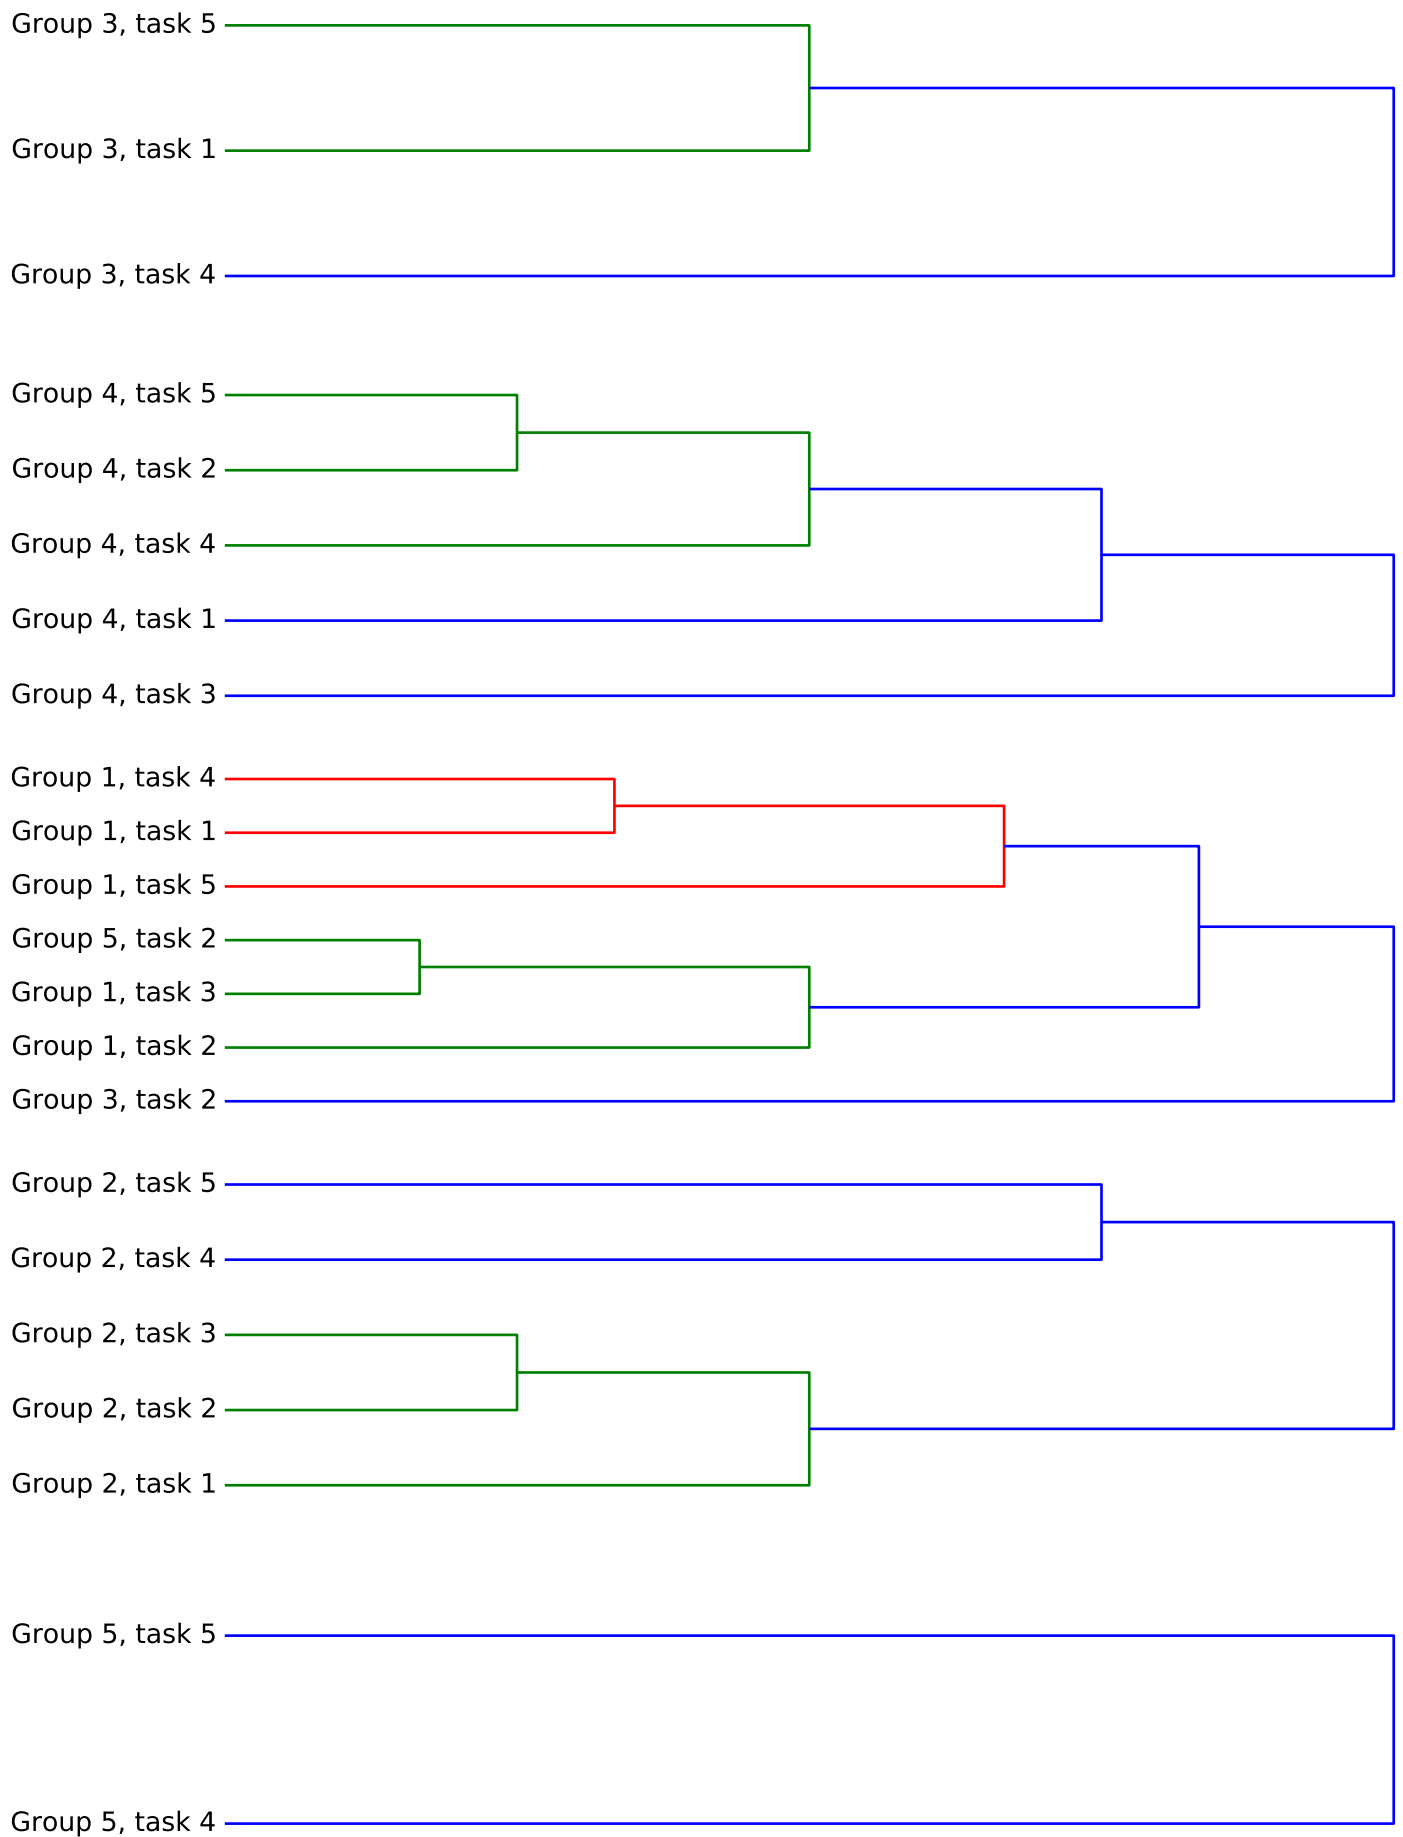 Group 3, task 5
Group 3, task 1
Group 3, task 4
Group 4, task 5
Group 4, task 2
Group 4, task 4
Group 4, task 1
Group 4, task 3
Group 1, task 4
Group 1, task 1
Group 1, task 5
Group 5, task 2
Group 1, task 3
Group 1, task 2
Group 3, task 2
Group 2, task 5
Group 2, task 4
Group 2, task 3
Group 2, task 2
Group 2, task 1
Group 5, task 5
Group 5, task 4